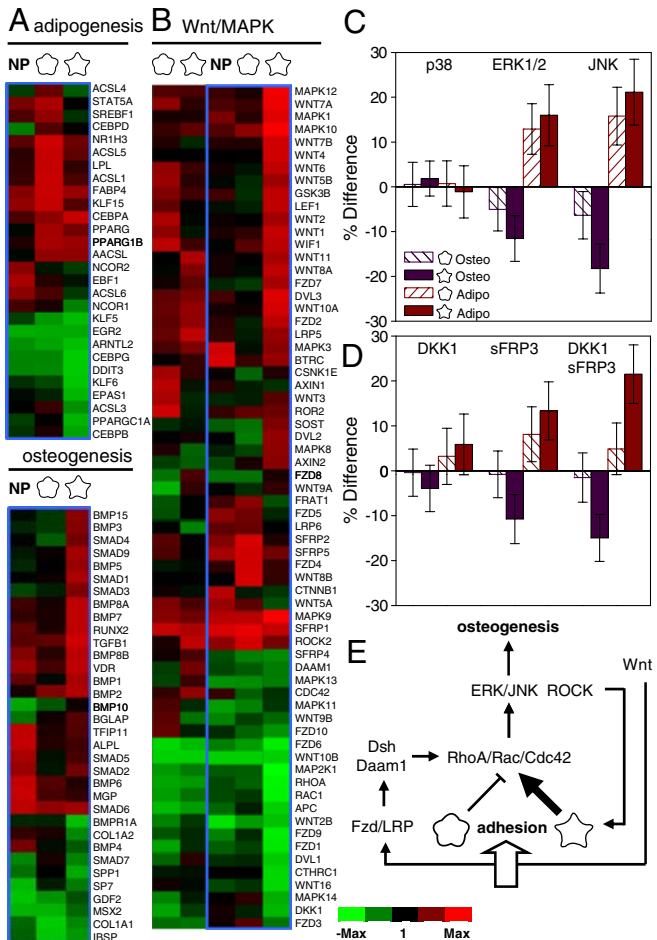 A adipogenesis
NP
ACSL4
STAT5A
SREBF1
CEBPD
NR1H3
ACSL5
LPL
ACSL1
FABP4
KLF15
CEBPA
PPARG
PPARG1B
AACSL
NCOR2
EBF1
ACSL6
NCOR1
KLF5
EGR2
ARNTL2
CEBPG
DDIT3
KLF6
EPAS1
ACSL3
PPARGC1A
CEBPB
osteogenesis
NP
BMP15
BMP3
SMAD4
SMAD9
BMP5
SMAD1
SMAD3
BMP8A
BMP7
RUNX2
TGFB1
BMP8B
VDR
BMP1
BMP2
BMP10
BGLAP
TFIP11
ALPL
SMAD5
SMAD2
BMP6
MGP
SMAD6
BMPR1A
COL1A2
BMP4
SMAD7
SPP1
SP7
GDF2
MSX2
COL1A1
IBSP
B Wnt/MAPK
NP
MAPK12
WNT7A
MAPK1
MAPK10
WNT7B
WNT4
WNT6
WNT5B
GSK3B
LEF1
WNT2
WNT1
WIF1
WNT11
WNT8A
FZD7
DVL3
WNT10A
FZD2
LRP5
MAPK3
BTRC
CSNK1E
AXIN1
WNT3
ROR2
SOST
DVL2
MAPK8
AXIN2
FZD8
WNT9A
FRAT1
FZD5
LRP6
SFRP2
SFRP5
FZD4
WNT8B
CTNNB1
WNT5A
MAPK9
SFRP1
ROCK2
SFRP4
DAAM1
MAPK13
CDC42
MAPK11
WNT9B
FZD10
FZD6
WNT10B
MAP2K1
RHOA
RAC1
APC
WNT2B
FZD9
FZD1
DVL1
CTHRC1
WNT16
MAPK14
DKK1
FZD3
C
30
20
10
0
-10
-20
-30
% Difference
p38 ERK1/2 JNK
Osteo
Osteo
Adipo
Adipo
D
30
20
10
0
-10
-20
-30
% Difference
DKK1 sFRP3 DKK1
sFRP3
E
osteogenesis
Wnt
ERK/JNK ROCK
Dsh
Daam1
RhoA/Rac/Cdc42
Fzd/LRP
adhesion
-Max 1 Max